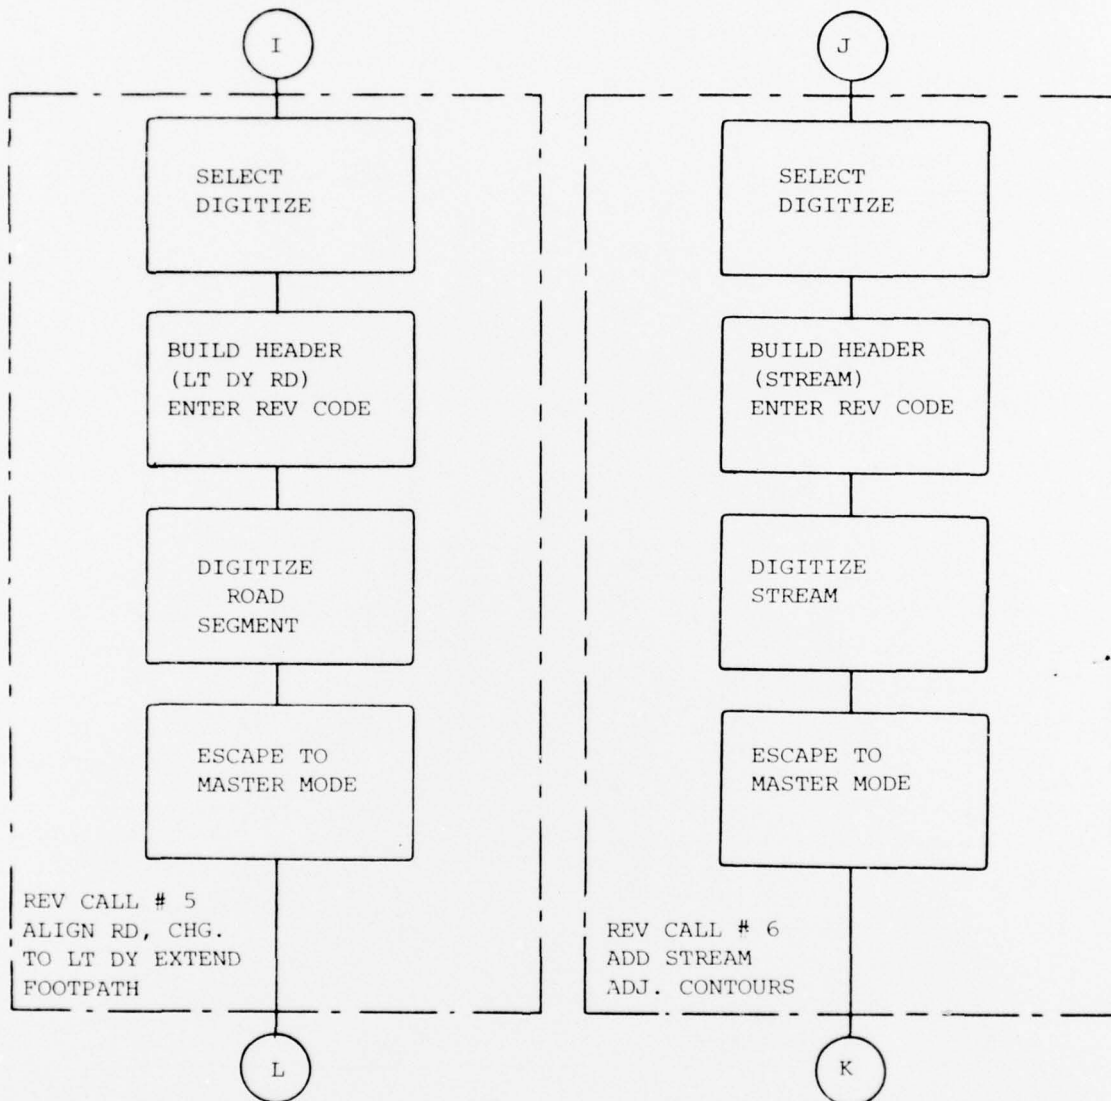 I
SELECT
DIGITIZE
BUILD HEADER
(LT DY RD)
ENTER REV CODE
DIGITIZE
ROAD
SEGMENT
ESCAPE TO
MASTER MODE
REV CALL # 5
ALIGN RD, CHG.
TO LT DY EXTEND
FOOTPATH
L
J
SELECT
DIGITIZE
BUILD HEADER
(STREAM)
ENTER REV CODE
DIGITIZE
STREAM
ESCAPE TO
MASTER MODE
REV CALL # 6
ADD STREAM
ADJ. CONTOURS
K